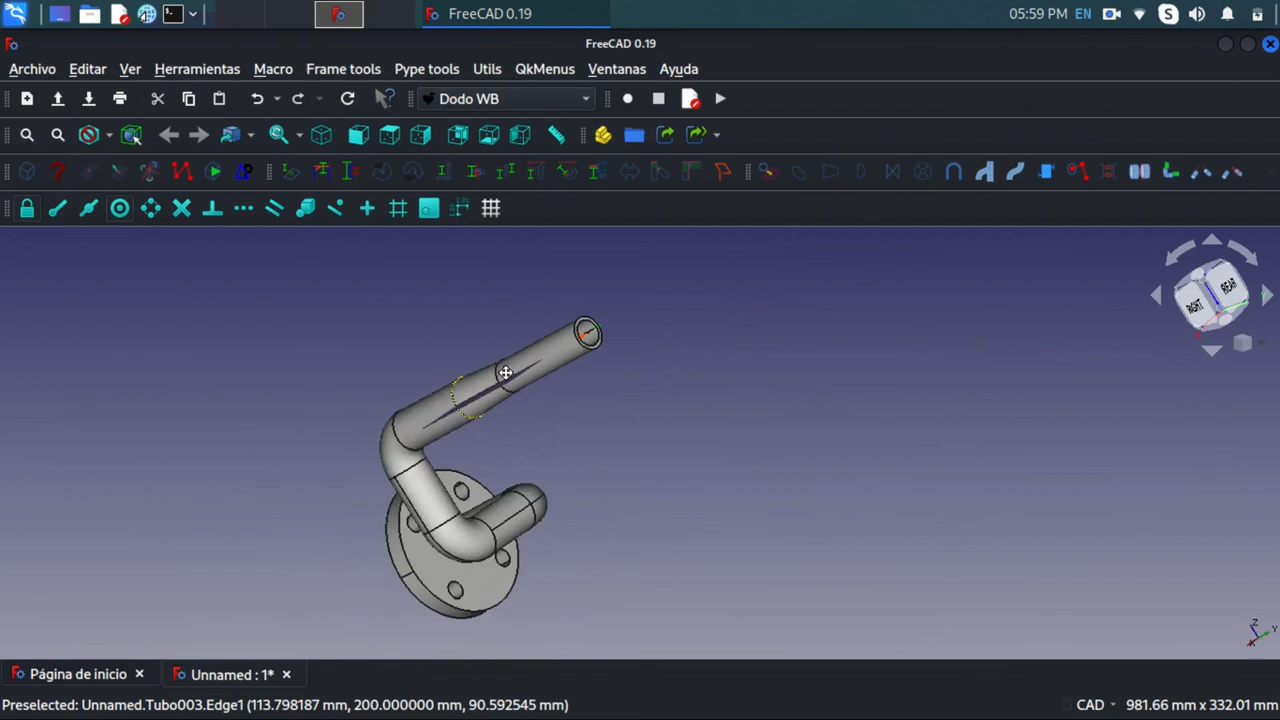 FreeCAD 0.19
05:59 PM EN
FreeCAD 0.19
Archivo Editar Ver Herramientas Macro Frame tools Pype tools Utils QkMenus Ventanas Ayuda
Dodo WB
RIGHT REAR
Z
Y
X
Página de inicio Unnamed : 1*
Preselected: Unnamed.Tubo003.Edge1 (113.798187 mm, 200.000000 mm, 90.592545 mm) CAD 981.66 mm x 332.01 mm